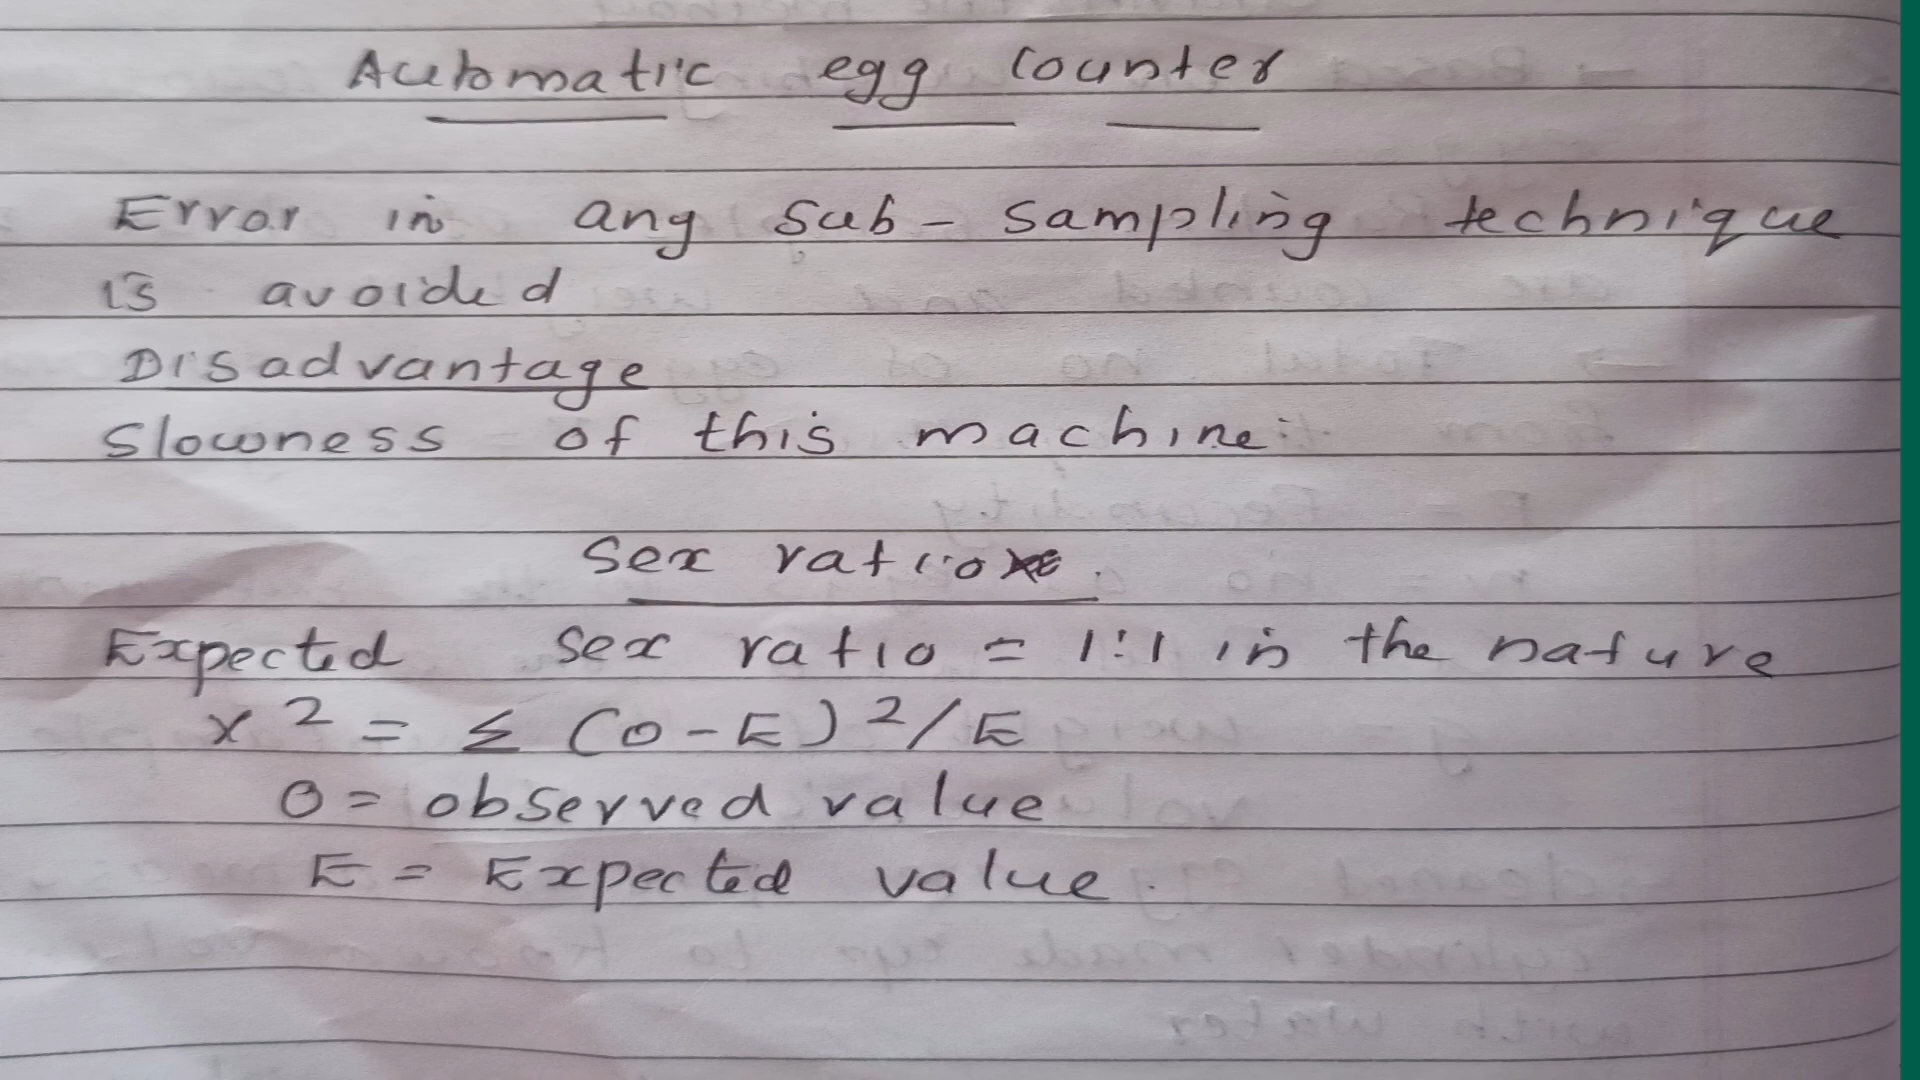 Automatic egg counter
Error in any sub-sampling technique
is avoided
Disadvantage
Slowness of this machine.
Sex ratio
Expected sex ratio = 1:1 in the nature
x² = Σ (O-E)²/E
O = observed value
E = Expected value.